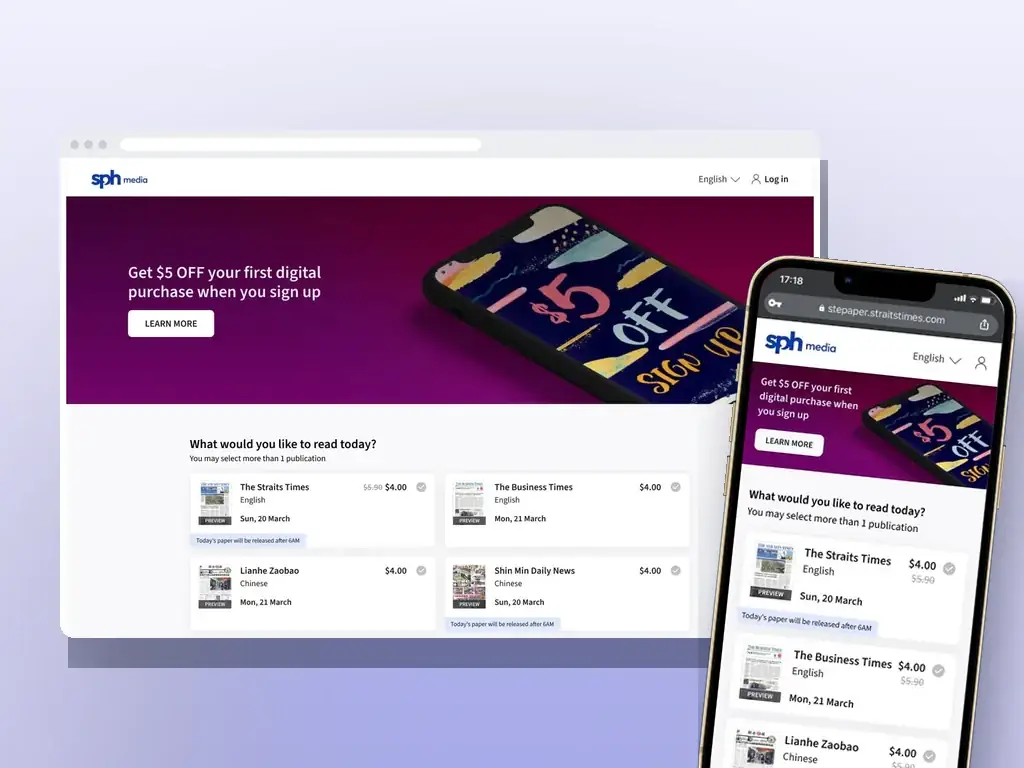 sph media
English
Log in
Get $5 OFF your first digital
purchase when you sign up
LEARN MORE
$5
OFF
SIGN UP
What would you like to read today?
You may select more than 1 publication
The Straits Times
$5.90 $4.00
English
Sun, 20 March
PREVIEW
Today's paper will be released after 6AM
The Business Times
$4.00
English
Mon, 21 March
PREVIEW
Lianhe Zaobao
$4.00
Chinese
Mon, 21 March
PREVIEW
Shin Min Daily News
$4.00
Chinese
Sun, 20 March
PREVIEW
Today's paper will be released after 6AM
17:18
stepaper.straitstimes.com
sph media
English
Get $5 OFF your first
digital purchase when
you sign up
LEARN MORE
$5
OFF
What would you like to read today?
You may select more than 1 publication
The Straits Times
$4.00
English
$5.90
Sun, 20 March
PREVIEW
Today's paper will be released after 6AM
The Business Times
$4.00
English
$5.90
Mon, 21 March
PREVIEW
Lianhe Zaobao
$4.00
Chinese